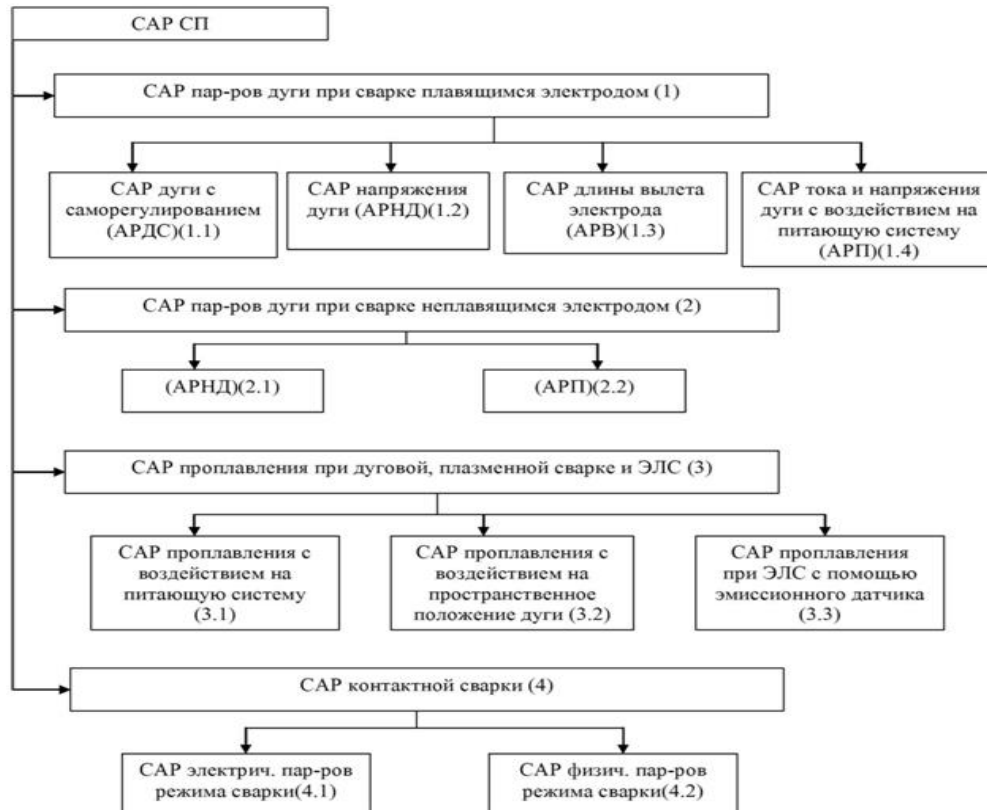 САР СП
САР пар-ров дуги при сварке плавящимся электродом (1)
САР дуги с
саморегулированием
(АРДС)(1.1)
САР напряжения
дуги (АРНД)(1.2)
САР длины вылета
электрода
(АРВ)(1.3)
САР тока и напряжения
дуги с воздействием на
питающую систему
(АРП)(1.4)
САР пар-ров дуги при сварке неплавящимся электродом (2)
(АРНД)(2.1)
(АРП)(2.2)
САР проплавления при дуговой, плазменной сварке и ЭЛС (3)
САР проплавления с
воздействием на
питающую систему
(3.1)
САР проплавления с
воздействием на
пространственное
положение дуги (3.2)
САР проплавления
при ЭЛС с помощью
эмиссионного датчика
(3.3)
САР контактной сварки (4)
САР электрич. пар-ров
режима сварки(4.1)
САР физич. пар-ров
режима сварки(4.2)